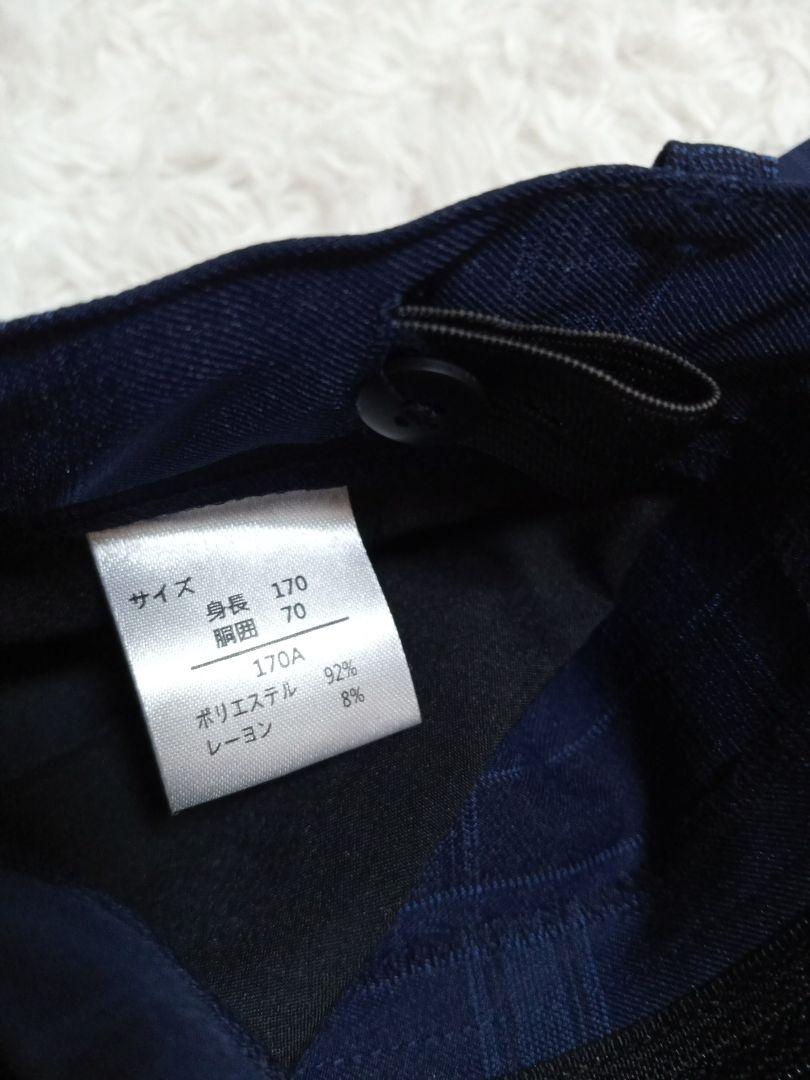 サイズ
身長 170
胴囲 70
170A
ポリエステル 92%
レーヨン 8%